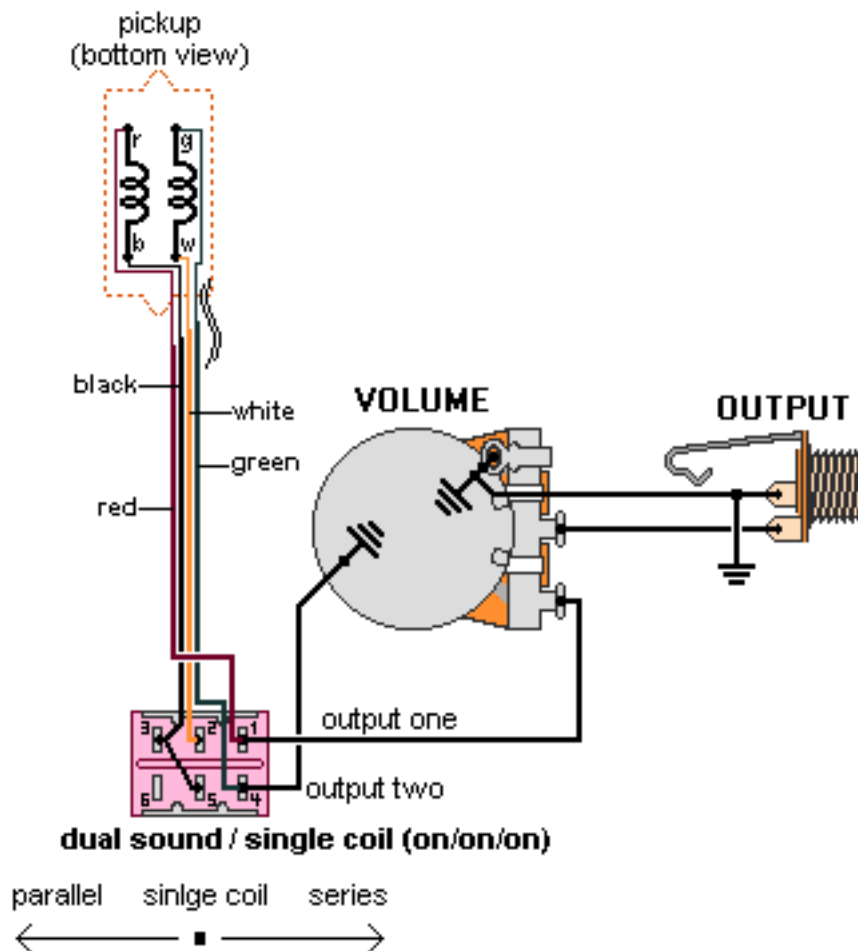 pickup
(bottom view)
r g
b w
black
white
VOLUME
OUTPUT
green
red
3 2 1
output one
6 5 4
output two
dual sound / single coil (on/on/on)
parallel sinlge coil series